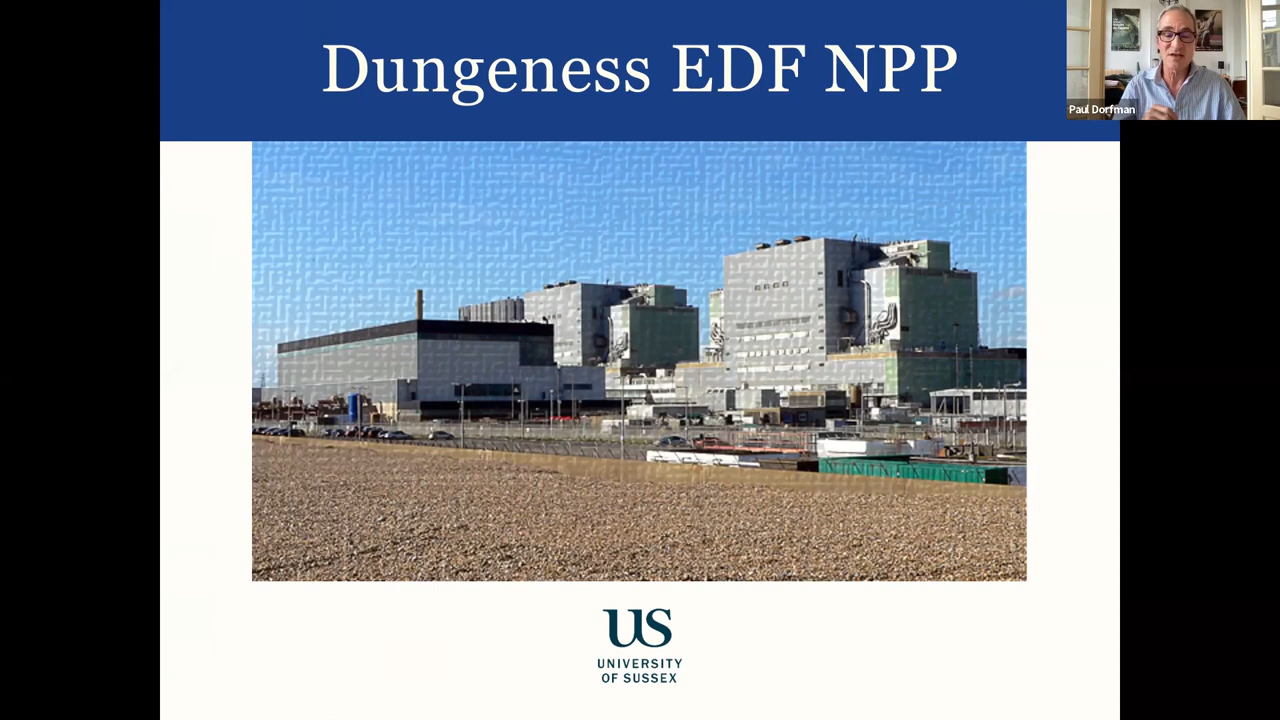 Dungeness EDF NPP
Paul Dorfman
US
UNIVERSITY
OF SUSSEX